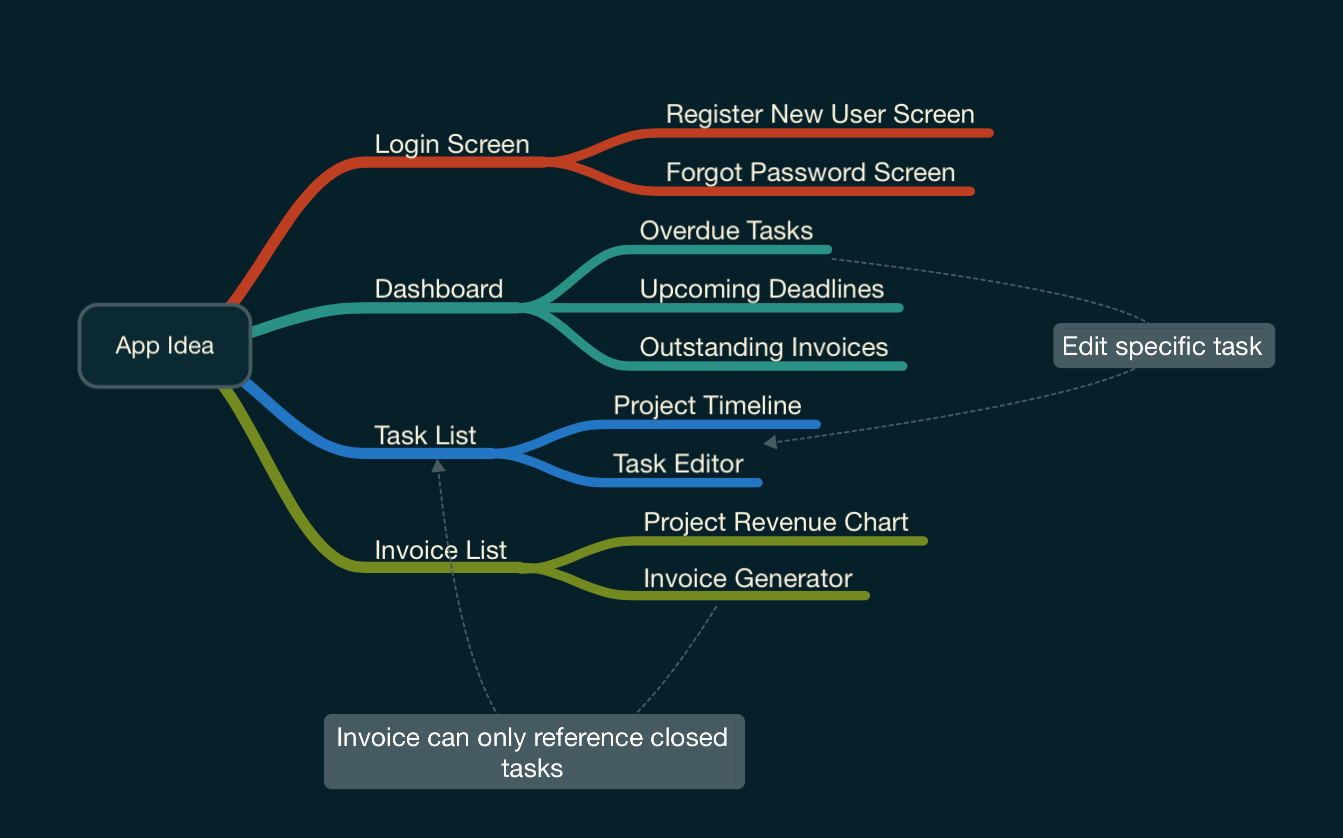 Register New User Screen
Login Screen
Forgot Password Screen
Overdue Tasks
Dashboard
Upcoming Deadlines
Outstanding Invoices
App Idea
Edit specific task
Project Timeline
Task List
Task Editor
Project Revenue Chart
Invoice List
Invoice Generator
Invoice can only reference closed
tasks